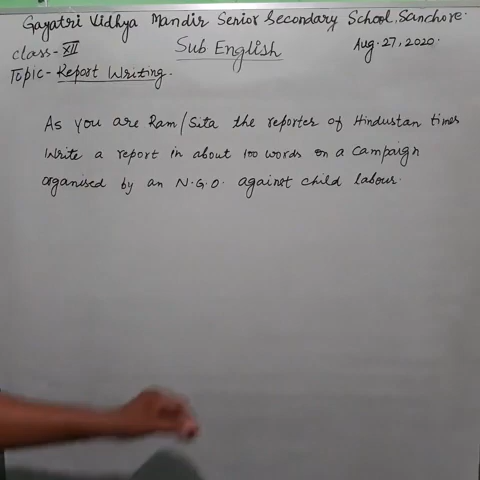 Gayatri Vidhya Mandir Senior Secondary School, Sanchore.
Class-XII Sub English Aug. 27, 2020.
Topic- Report Writing.
As you are Ram/Sita the reporter of Hindustan times
Write a report in about 100 words on a campaign
organised by an N.G.O. against child labour.